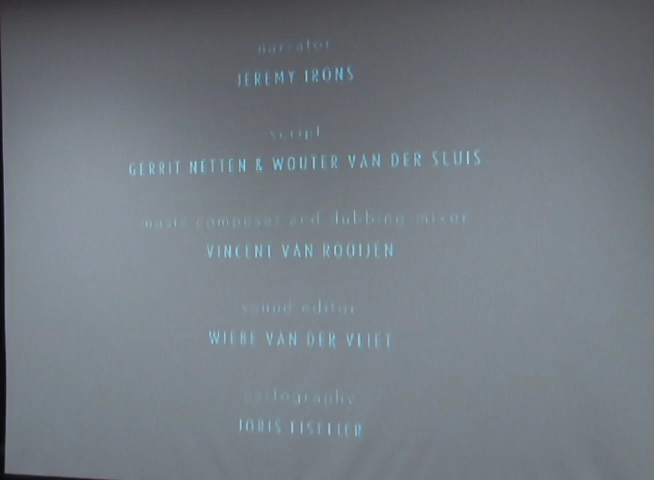 narrator
JEREMY IRONS
script
GERRIT NETTEN & WOUTER VAN DER SLUIS
music composer and dubbing mixer
VINCENT VAN ROOIJEN
sound editor
WIEBE VAN DER VLIET
cartography
JORIS